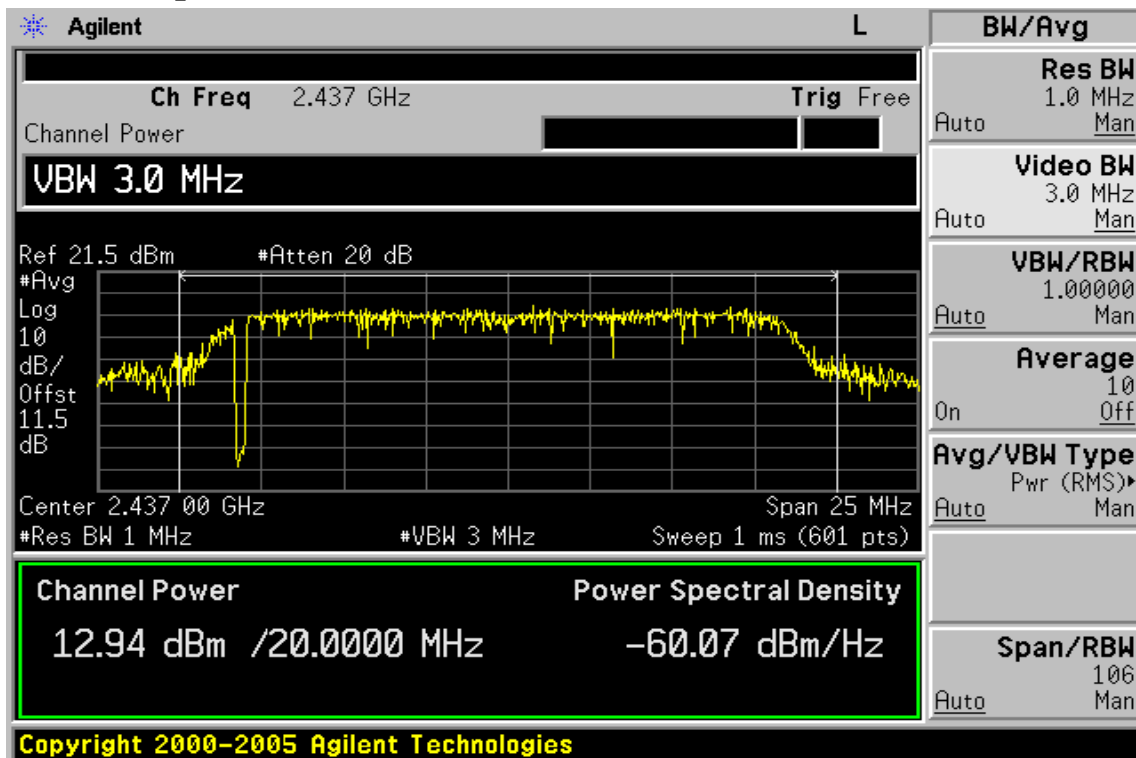 Agilent L
Ch Freq 2.437 GHz Trig Free
Channel Power
VBW 3.0 MHz
Ref 21.5 dBm #Atten 20 dB
#Avg
Log
10
dB/
Offst
11.5
dB
Center 2.437 00 GHz Span 25 MHz
#Res BW 1 MHz #VBW 3 MHz Sweep 1 ms (601 pts)
Channel Power Power Spectral Density
12.94 dBm /20.0000 MHz -60.07 dBm/Hz
BW/Avg
Res BW
1.0 MHz
Auto Man
Video BW
3.0 MHz
Auto Man
VBW/RBW
1.00000
Auto Man
Average
10
On Off
Avg/VBW Type
Pwr (RMS)▸
Auto Man
Span/RBW
106
Auto Man
Copyright 2000-2005 Agilent Technologies